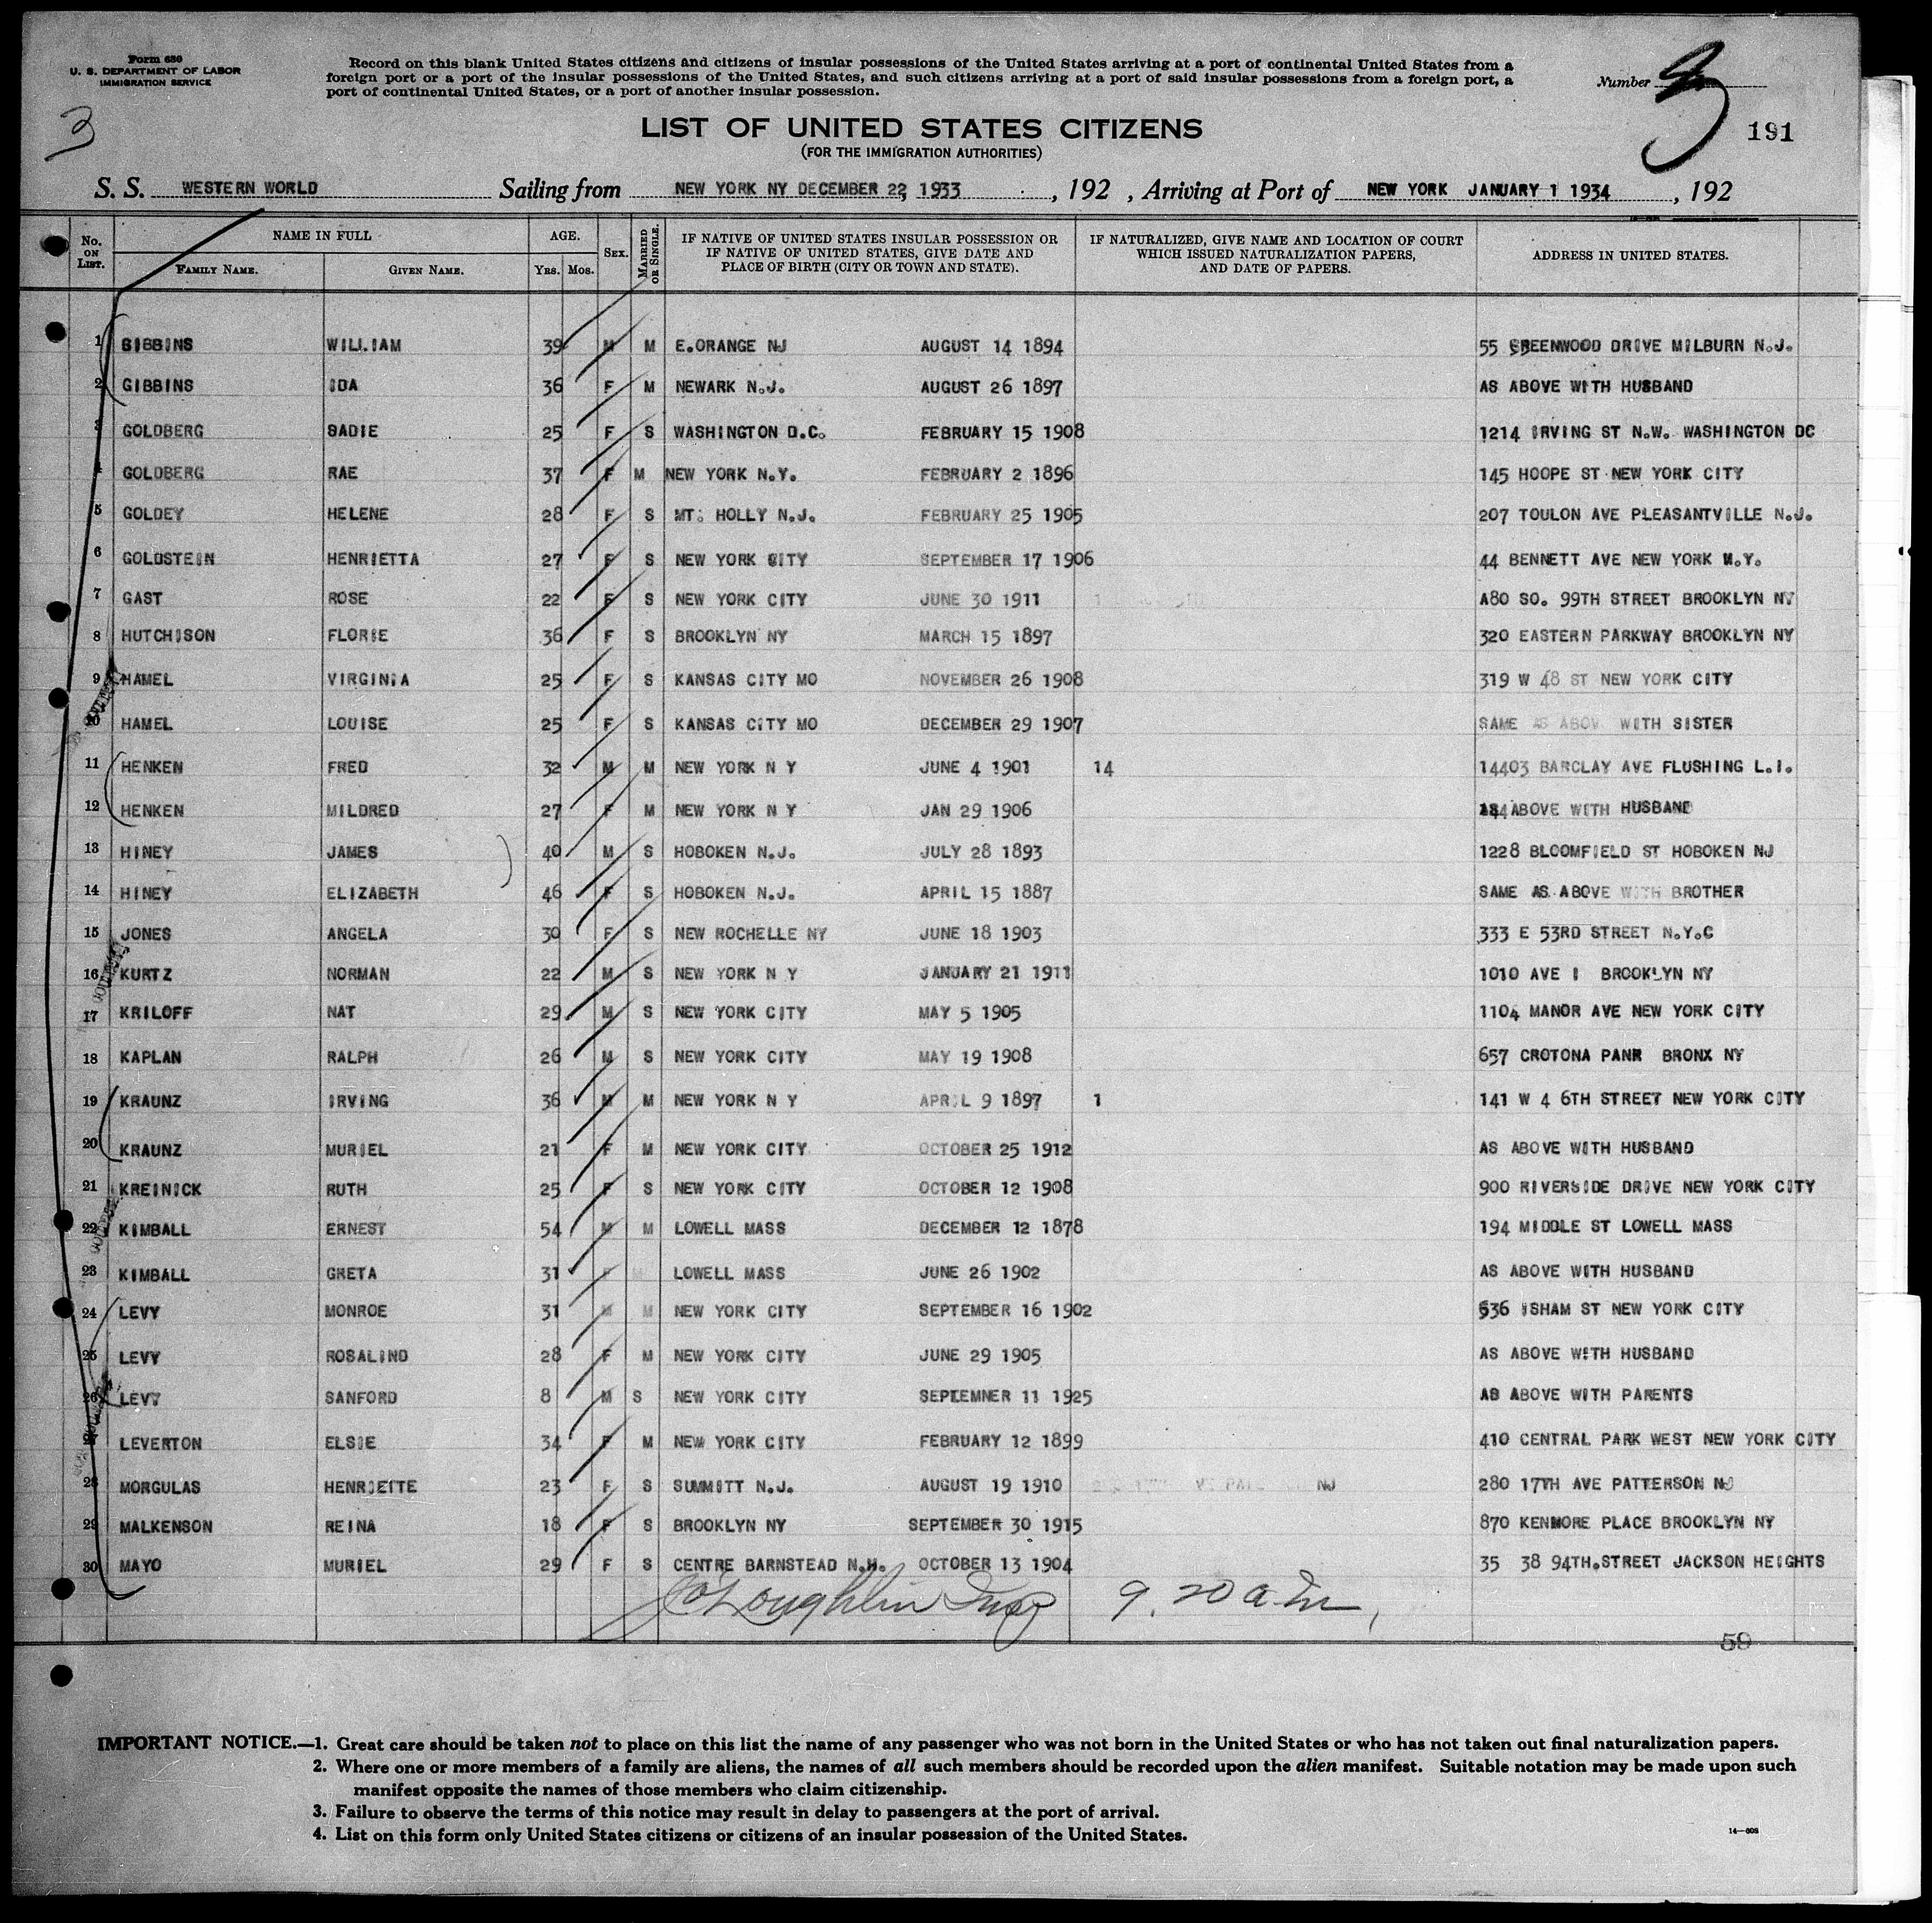 Form 630
U. S. DEPARTMENT OF LABOR
IMMIGRATION SERVICE
Record on this blank United States citizens and citizens of insular possessions of the United States arriving at a port of continental United States from a
foreign port or a port of the insular possessions of the United States, and such citizens arriving at a port of said insular possessions from a foreign port, a
port of continental United States, or a port of another insular possession.
Number 3
3
191
LIST OF UNITED STATES CITIZENS
(FOR THE IMMIGRATION AUTHORITIES)
S. S. WESTERN WORLD Sailing from NEW YORK NY DECEMBER 22, 1933 , 192 , Arriving at Port of NEW YORK JANUARY 1 1934 , 192
No. ON LIST. NAME IN FULL FAMILY NAME. GIVEN NAME. AGE. YRS. MOS. SEX. MARRIED OR SINGLE. IF NATIVE OF UNITED STATES INSULAR POSSESSION OR IF NATIVE OF UNITED STATES, GIVE DATE AND PLACE OF BIRTH (CITY OR TOWN AND STATE). IF NATURALIZED, GIVE NAME AND LOCATION OF COURT WHICH ISSUED NATURALIZATION PAPERS, AND DATE OF PAPERS. ADDRESS IN UNITED STATES.
1 GIBBINS WILLIAM 39 M M E.ORANGE NJ AUGUST 14 1894 55 GREENWOOD DRIVE MILBURN N.J.
2 GIBBINS IDA 36 F M NEWARK N.J. AUGUST 26 1897 AS ABOVE WITH HUSBAND
3 GOLDBERG SADIE 25 F S WASHINGTON D.C. FEBRUARY 15 1908 1214 IRVING ST N.W. WASHINGTON DC
4 GOLDBERG RAE 37 F M NEW YORK N.Y. FEBRUARY 2 1896 145 HOOPE ST NEW YORK CITY
5 GOLDEY HELENE 28 F S MT. HOLLY N.J. FEBRUARY 25 1905 207 TOULON AVE PLEASANTVILLE N.J.
6 GOLDSTEIN HENRIETTA 27 F S NEW YORK CITY SEPTEMBER 17 1906 44 BENNETT AVE NEW YORK N.Y.
7 GAST ROSE 22 F S NEW YORK CITY JUNE 30 1911 A80 SO. 99TH STREET BROOKLYN NY
8 HUTCHISON FLORIE 36 F S BROOKLYN NY MARCH 15 1897 320 EASTERN PARKWAY BROOKLYN NY
9 HAMEL VIRGINIA 25 F S KANSAS CITY MO NOVEMBER 26 1908 319 W 48 ST NEW YORK CITY
10 HAMEL LOUISE 25 F S KANSAS CITY MO DECEMBER 29 1907 SAME AS ABOV WITH SISTER
11 HENKEN FRED 32 M M NEW YORK N Y JUNE 4 1901 14 14403 BARCLAY AVE FLUSHING L.I.
12 HENKEN MILDRED 27 F M NEW YORK N Y JAN 29 1906 ABOVE WITH HUSBAND
13 HINEY JAMES 40 M S HOBOKEN N.J. JULY 28 1893 1228 BLOOMFIELD ST HOBOKEN NJ
14 HINEY ELIZABETH 46 F S HOBOKEN N.J. APRIL 15 1887 SAME AS ABOVE WITH BROTHER
15 JONES ANGELA 30 F S NEW ROCHELLE NY JUNE 18 1903 333 E 53RD STREET N.Y.C
16 KURTZ NORMAN 22 M S NEW YORK N Y JANUARY 21 1911 1010 AVE I BROOKLYN NY
17 KRILOFF NAT 29 M S NEW YORK CITY MAY 5 1905 1104 MANOR AVE NEW YORK CITY
18 KAPLAN RALPH 26 M S NEW YORK CITY MAY 19 1908 657 CROTONA PANR BRONX NY
19 KRAUNZ IRVING 36 M M NEW YORK N Y APRIL 9 1897 1 141 W 4 6TH STREET NEW YORK CITY
20 KRAUNZ MURIEL 21 F M NEW YORK CITY OCTOBER 25 1912 AS ABOVE WITH HUSBAND
21 KREINICK RUTH 25 F S NEW YORK CITY OCTOBER 12 1908 900 RIVERSIDE DRIVE NEW YORK CITY
22 KIMBALL ERNEST 54 M M LOWELL MASS DECEMBER 12 1878 194 MIDDLE ST LOWELL MASS
23 KIMBALL GRETA 31 F M LOWELL MASS JUNE 26 1902 AS ABOVE WITH HUSBAND
24 LEVY MONROE 31 M M NEW YORK CITY SEPTEMBER 16 1902 536 ISHAM ST NEW YORK CITY
25 LEVY ROSALIND 28 F M NEW YORK CITY JUNE 29 1905 AS ABOVE WITH HUSBAND
26 LEVY SANFORD 8 M S NEW YORK CITY SEPTEMNER 11 1925 AS ABOVE WITH PARENTS
27 LEVERTON ELSIE 34 F M NEW YORK CITY FEBRUARY 12 1899 410 CENTRAL PARK WEST NEW YORK CITY
28 MORGULAS HENRIETTE 23 F S SUMMITT N.J. AUGUST 19 1910 NJ 280 17TH AVE PATTERSON NJ
29 MALKENSON REINA 18 F S BROOKLYN NY SEPTEMBER 30 1915 870 KENMORE PLACE BROOKLYN NY
30 MAYO MURIEL 29 F S CENTRE BARNSTEAD N.H. OCTOBER 13 1904 35 38 94TH.STREET JACKSON HEIGHTS
O'Loughlin Insp 9.20 a.m.
59
IMPORTANT NOTICE.—1. Great care should be taken not to place on this list the name of any passenger who was not born in the United States or who has not taken out final naturalization papers.
2. Where one or more members of a family are aliens, the names of all such members should be recorded upon the alien manifest. Suitable notation may be made upon such
manifest opposite the names of those members who claim citizenship.
3. Failure to observe the terms of this notice may result in delay to passengers at the port of arrival.
4. List on this form only United States citizens or citizens of an insular possession of the United States.
14—608